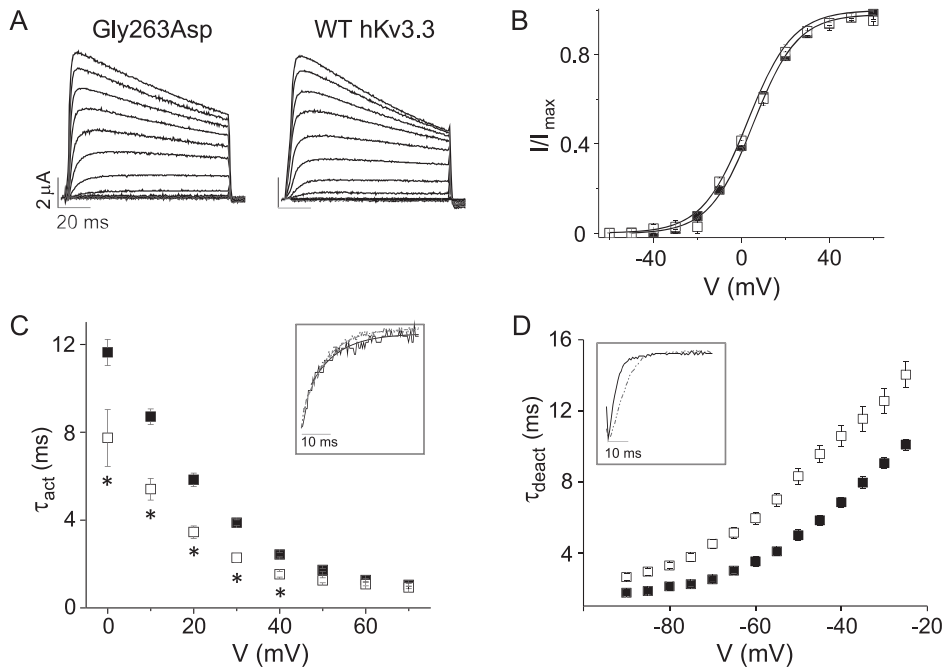 A
Gly263Asp
WT hKv3.3
2 µA
20 ms
B
0.8
0.4
0
I/Imax
-40
0
40
V (mV)
C
12
8
4
0
τact (ms)
10 ms
*
*
*
*
*
0
20
40
60
V (mV)
D
16
12
8
4
τdeact (ms)
10 ms
-80
-60
-40
-20
V (mV)